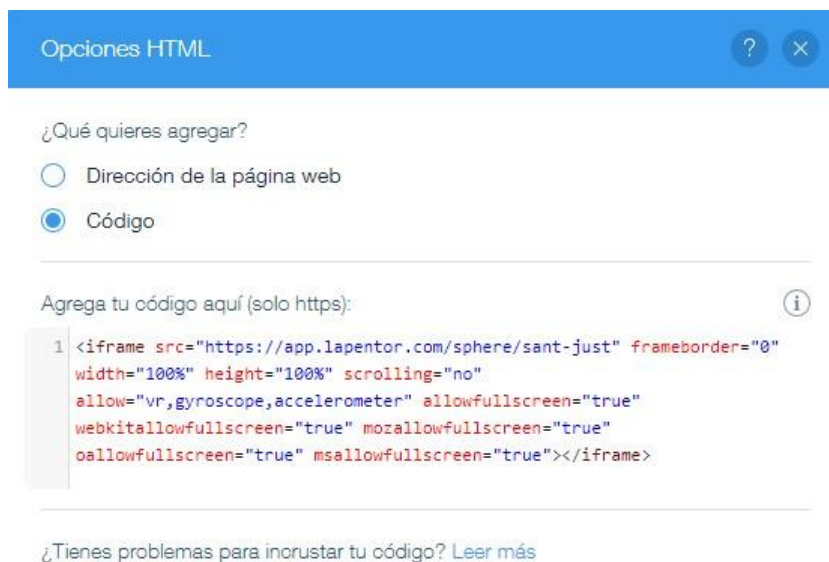 Opciones HTML
?
×
¿Qué quieres agregar?
Dirección de la página web
Código
Agrega tu código aquí (solo https):
i
1 <iframe src="https://app.lapentor.com/sphere/sant-just" frameborder="0"
width="100%" height="100%" scrolling="no"
allow="vr,gyroscope,accelerometer" allowfullscreen="true"
webkitallowfullscreen="true" mozallowfullscreen="true"
oallowfullscreen="true" msallowfullscreen="true"></iframe>
¿Tienes problemas para incrustar tu código? Leer más